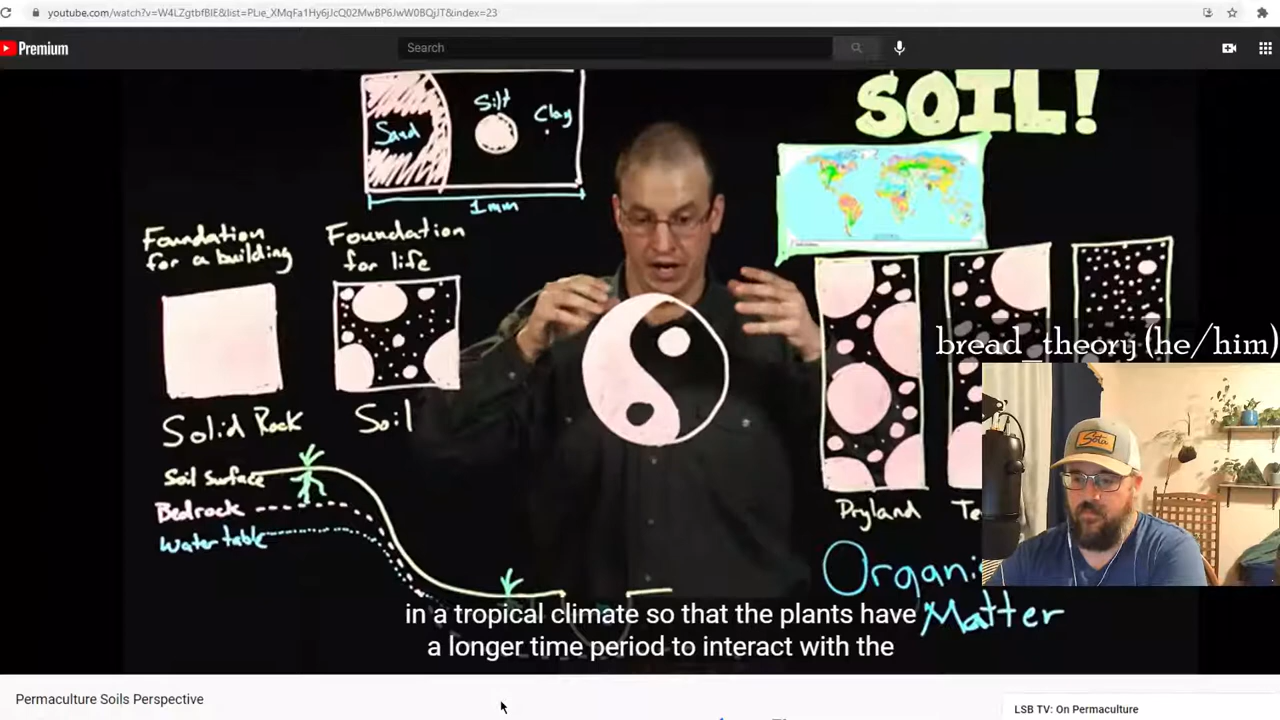 youtube.com/watch?v=W4LZgtbfBIE&list=PLie_XMqFa1Hy6jJcQ02MwBP6JwW0BQjJT&index=23
Premium
Search
SOIL!
Sand
Silt
Clay
1mm
Foundation
for a building
Foundation
for life
Solid Rock
Soil
Soil surface
Bedrock
Water table
bread_theory (he/him)
Sota
Dryland
Te
Organi
Matter
in a tropical climate so that the plants have
a longer time period to interact with the
Permaculture Soils Perspective
LSB TV: On Permaculture